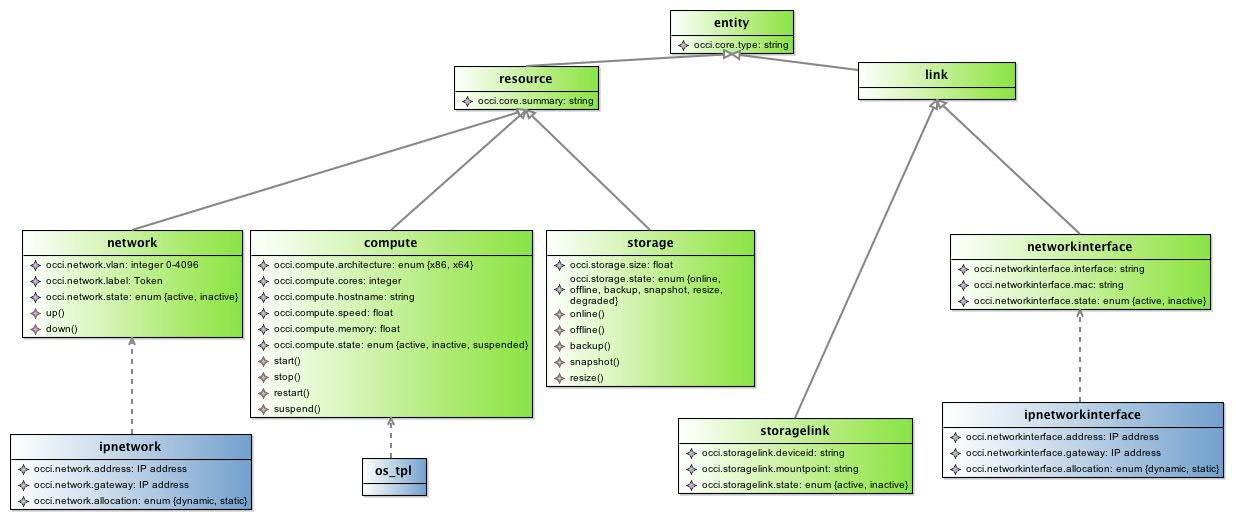 entity
occi.core.type: string
resource
occi.core.summary: string
link
network
occi.network.vlan: integer 0-4096
occi.network.label: Token
occi.network.state: enum {active, inactive}
up()
down()
compute
occi.compute.architecture: enum {x86, x64}
occi.compute.cores: integer
occi.compute.hostname: string
occi.compute.speed: float
occi.compute.memory: float
occi.compute.state: enum {active, inactive, suspended}
start()
stop()
restart()
suspend()
storage
occi.storage.size: float
occi.storage.state: enum {online,
offline, backup, snapshot, resize,
degraded}
online()
offline()
backup()
snapshot()
resize()
networkinterface
occi.networkinterface.interface: string
occi.networkinterface.mac: string
occi.networkinterface.state: enum {active, inactive}
ipnetwork
occi.network.address: IP address
occi.network.gateway: IP address
occi.network.allocation: enum {dynamic, static}
os_tpl
storagelink
occi.storagelink.deviceid: string
occi.storagelink.mountpoint: string
occi.storagelink.state: enum {active, inactive}
ipnetworkinterface
occi.networkinterface.address: IP address
occi.networkinterface.gateway: IP address
occi.networkinterface.allocation: enum {dynamic, static}